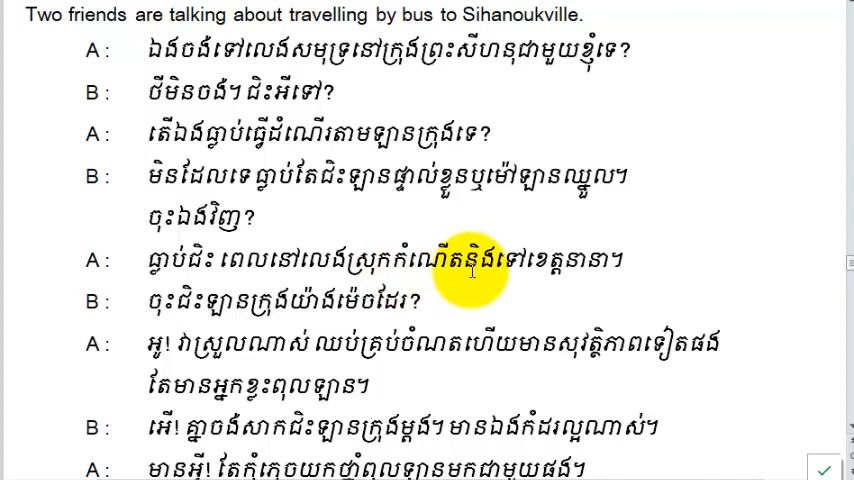 Two friends are talking about travelling by bus to Sihanoukville.
A : ឯងចង់ទៅលេងសមុទ្រនៅក្រុងព្រះសីហនុជាមួយខ្ញុំទេ?
B : ថីមិនចង់។ ជិះអីទៅ?
A : តើឯងធ្លាប់ធ្វើដំណើរតាមឡានក្រុងទេ?
B : មិនដែលទេ ធ្លាប់តែជិះឡានផ្ទាល់ខ្លួនឬម៉ៅឡានឈ្នួល។
ចុះឯងវិញ?
A : ធ្លាប់ជិះ ពេលនៅលេងស្រុកកំណើតនិងទៅខេត្តនានា។
B : ចុះជិះឡានក្រុងយ៉ាងម៉េចដែរ?
A : អូ! វាស្រួលណាស់ ឈប់គ្រប់ចំណតហើយមានសុវត្ថិភាពទៀតផង
តែមានអ្នកខ្លះពុលឡាន។
B : អើ! គ្នាចង់សាកជិះឡានក្រុងម្ដង។ មានឯងកំដរល្អណាស់។
A : មានអ្វី! តែកុំភ្លេចយកថ្នាំពុលឡានមកជាមួយផង។